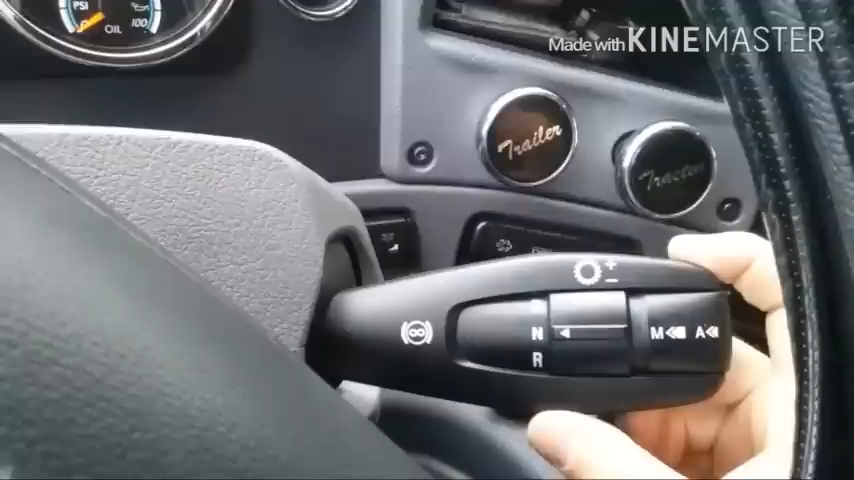 PSI
OIL
100
Made with KINEMASTER
Trailer
Tractor
+
-
N
R
M A